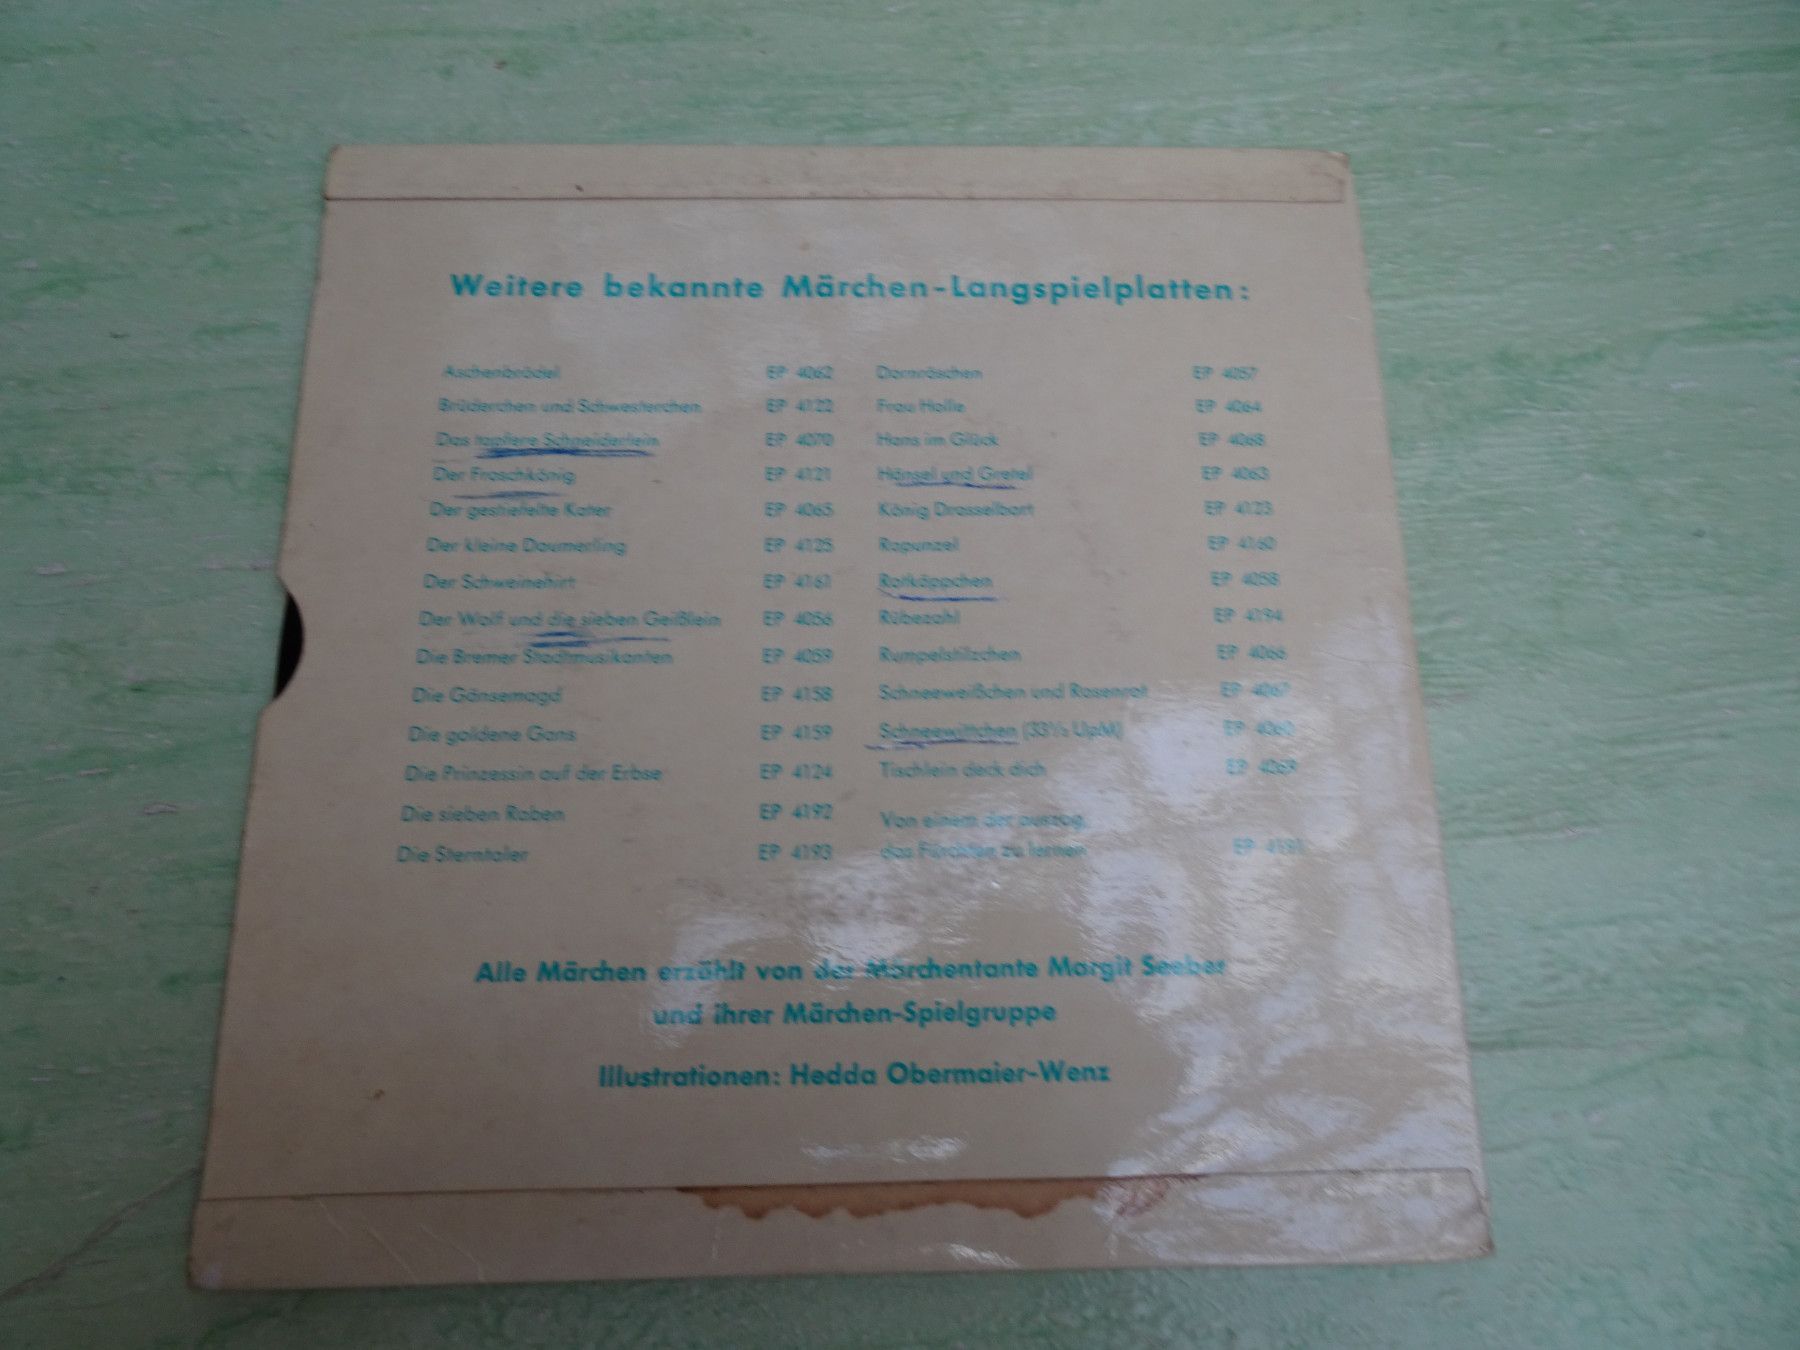 Weitere bekannte Märchen-Langspielplatten:
Aschenbrödel EP 4062
Brüderchen und Schwesterchen EP 4122
Das tapfere Schneiderlein EP 4070
Der Froschkönig EP 4121
Der gestiefelte Kater EP 4065
Der kleine Daumerling EP 4125
Der Schweinehirt EP 4161
Der Wolf und die sieben Geißlein EP 4056
Die Bremer Stadtmusikanten EP 4059
Die Gänsemagd EP 4158
Die goldene Gans EP 4159
Die Prinzessin auf der Erbse EP 4124
Die sieben Raben EP 4192
Die Sterntaler EP 4193
Dornröschen EP 4057
Frau Holle EP 4064
Hans im Glück EP 4068
Hänsel und Gretel EP 4063
König Drosselbart EP 4123
Rapunzel EP 4160
Rotkäppchen EP 4058
Rübezahl EP 4194
Rumpelstilzchen EP 4066
Schneeweißchen und Rosenrot EP 4067
Schneewittchen (33⅓ UpM) EP 4060
Tischlein deck dich EP 4069
Von einem der auszog,
das Fürchten zu lernen EP 4191
Alle Märchen erzählt von der Märchentante Margit Seeber
und ihrer Märchen-Spielgruppe
Illustrationen: Hedda Obermaier-Wenz